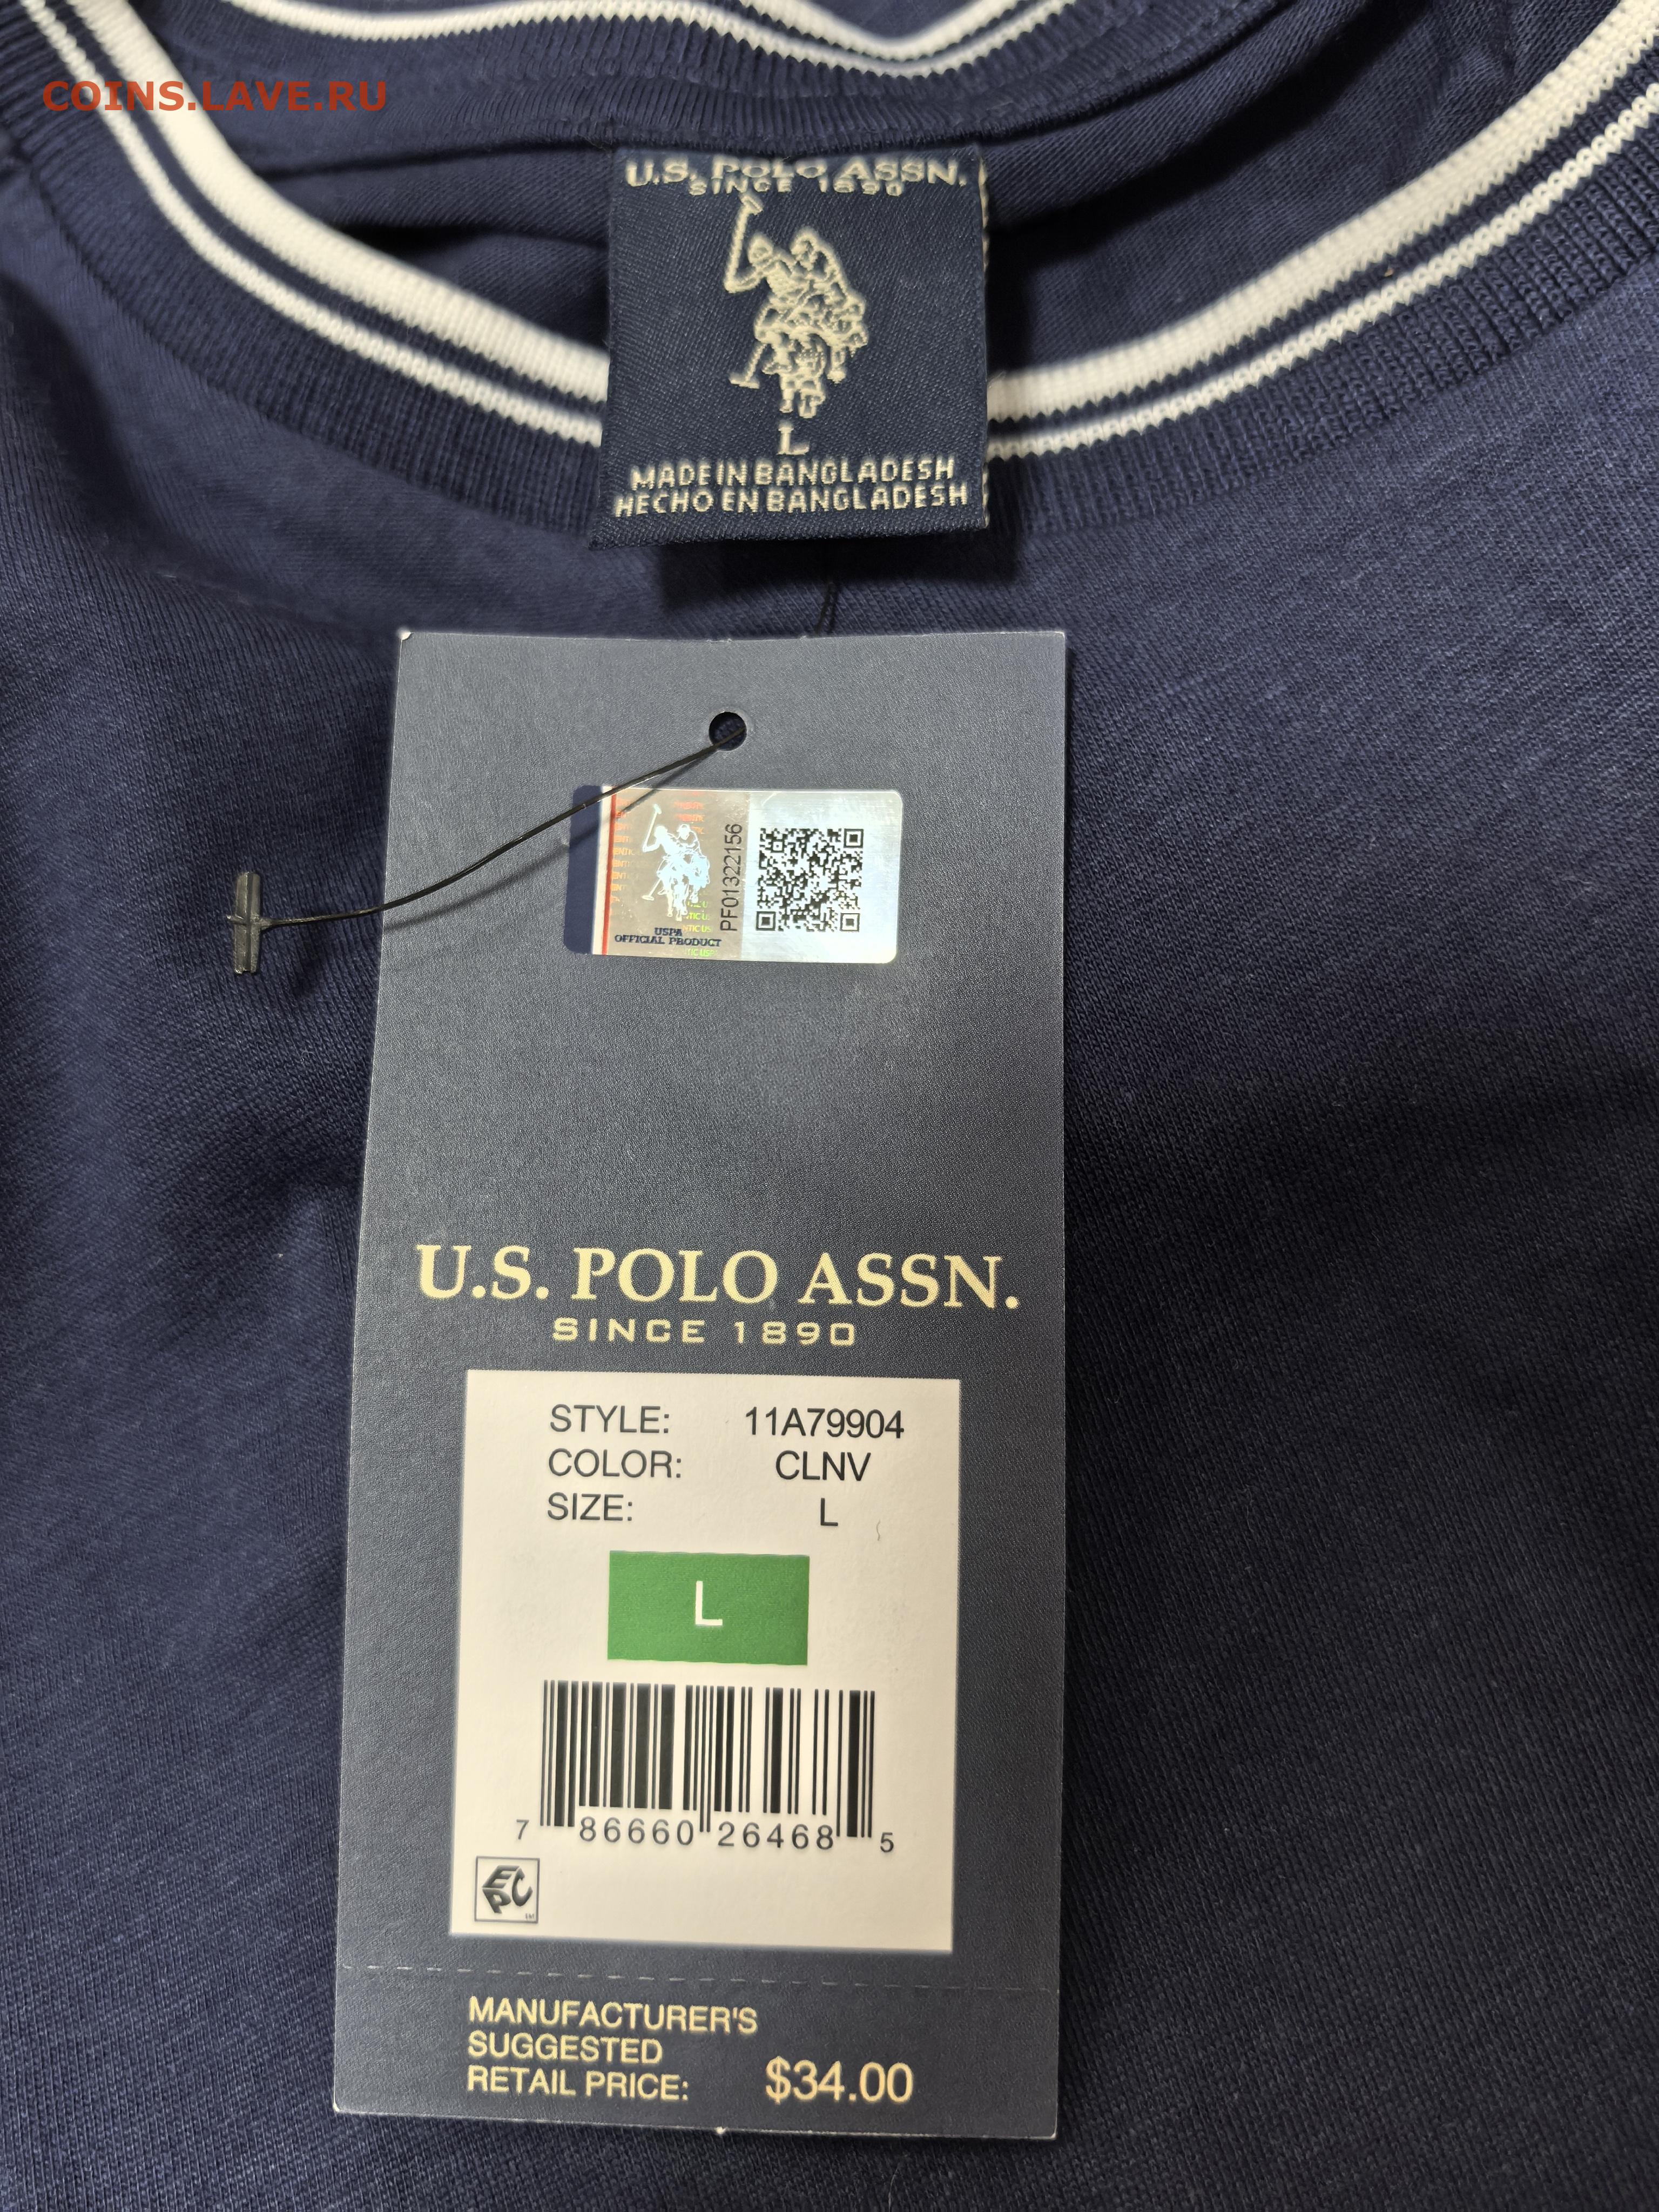 COINS.LAVE.RU
U.S. POLO ASSN.
SINCE 1890
L
MADE IN BANGLADESH
HECHO EN BANGLADESH
PF01322156
USPA
OFFICIAL PRODUCT
U.S. POLO ASSN.
SINCE 1890
STYLE: 11A79904
COLOR: CLNV
SIZE: L
L
7 86660 26468 5
EPC
MANUFACTURER'S
SUGGESTED
RETAIL PRICE: $34.00